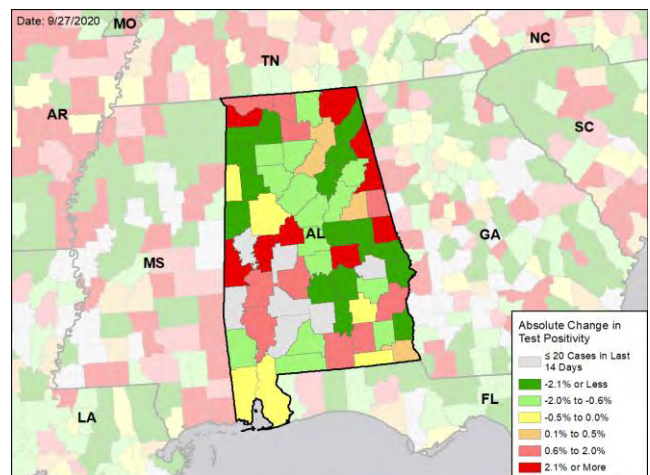 Date: 9/27/2020
MO
NC
TN
AR
SC
AL
GA
MS
LA
FL
Absolute Change in
Test Positivity
≤ 20 Cases in Last
14 Days
-2.1% or Less
-2.0% to -0.6%
-0.5% to 0.0%
0.1% to 0.5%
0.6% to 2.0%
2.1% or More